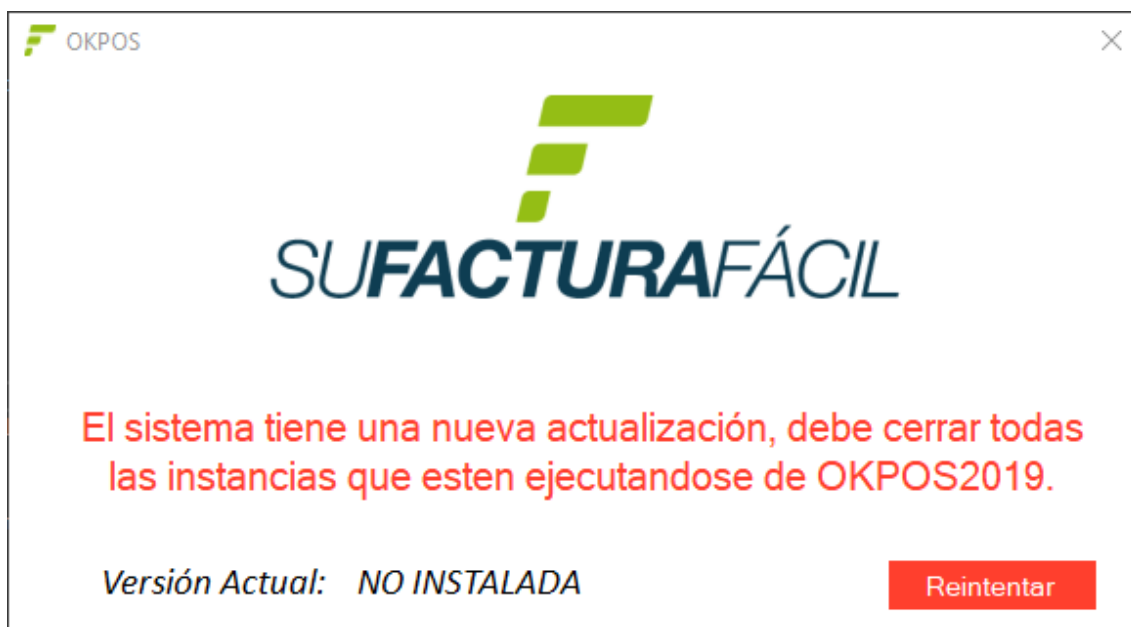 OKPOS
SUFACTURAFÁCIL
El sistema tiene una nueva actualización, debe cerrar todas
las instancias que esten ejecutandose de OKPOS2019.
Versión Actual: NO INSTALADA
Reintentar